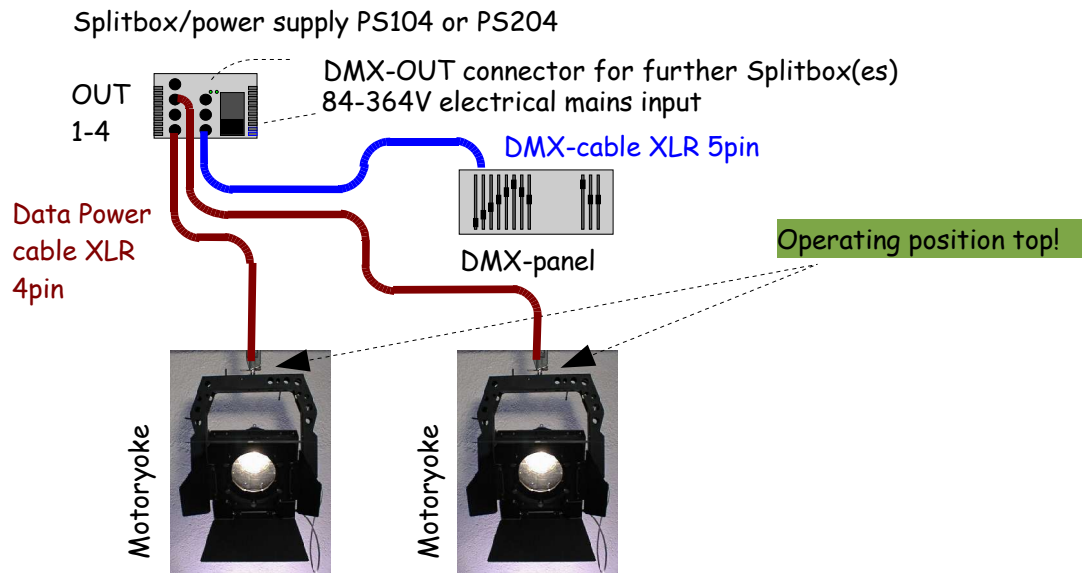 Splitbox/power supply PS104 or PS204
DMX-OUT connector for further Splitbox(es)
84-364V electrical mains input
OUT
1-4
DMX-cable XLR 5pin
Data Power
cable XLR
4pin
DMX-panel
Operating position top!
Motoryoke
Motoryoke